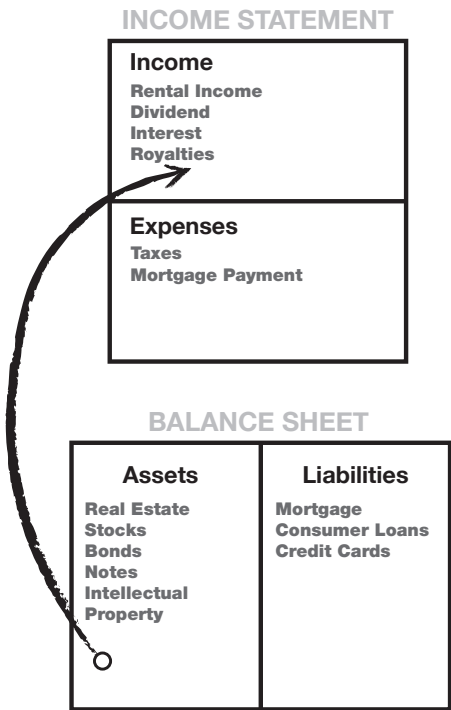 INCOME STATEMENT
Income
Rental Income
Dividend
Interest
Royalties
Expenses
Taxes
Mortgage Payment
BALANCE SHEET
Assets
Real Estate
Stocks
Bonds
Notes
Intellectual
Property
Liabilities
Mortgage
Consumer Loans
Credit Cards